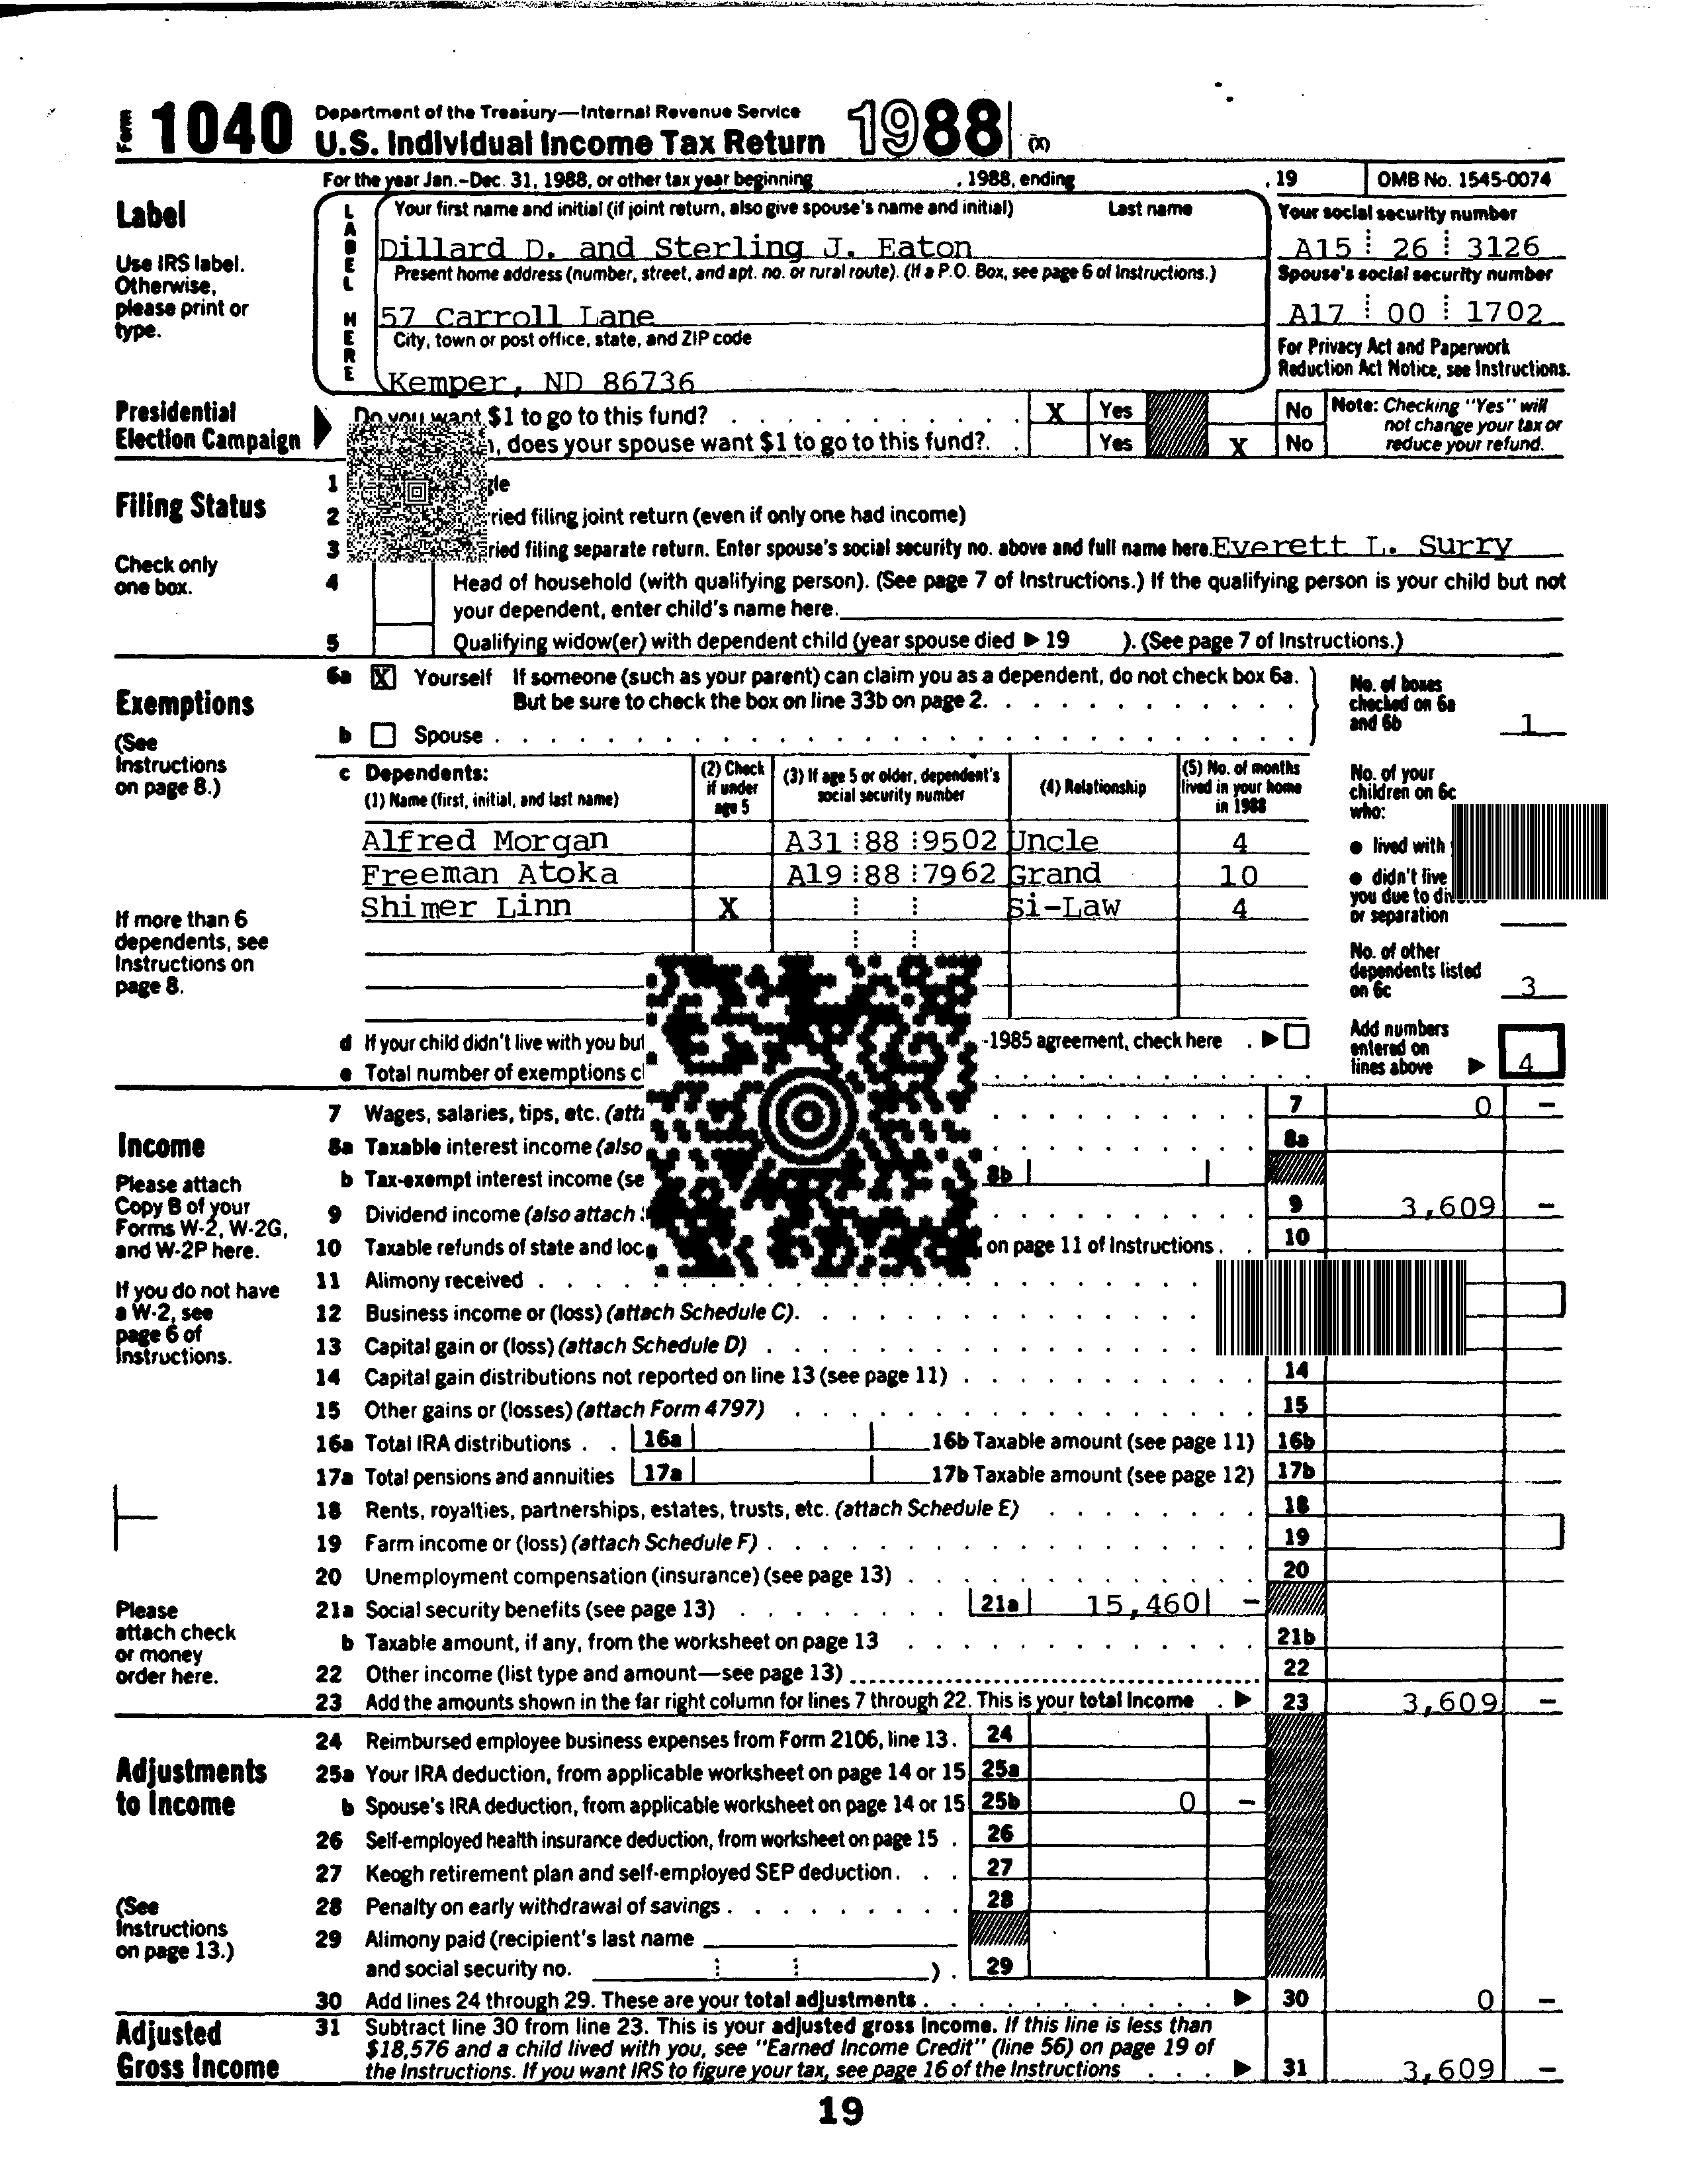 Form 1040 Department of the Treasury—Internal Revenue Service
U.S. Individual Income Tax Return 1988 (X)
For the year Jan.-Dec. 31, 1988, or other tax year beginning , 1988, ending , 19 OMB No. 1545-0074
Label
Use IRS label. Otherwise, please print or type.
LABEL HERE
Your first name and initial (if joint return, also give spouse's name and initial) Last name
Dillard D. and Sterling J. Eaton
Your social security number
A15 26 3126
Present home address (number, street, and apt. no. or rural route). (If a P.O. Box, see page 6 of Instructions.)
57 Carroll Lane
Spouse's social security number
A17 00 1702
City, town or post office, state, and ZIP code
Kemper, ND 86736
For Privacy Act and Paperwork Reduction Act Notice, see Instructions.
Presidential Election Campaign
Do you want $1 to go to this fund? X Yes No
, does your spouse want $1 to go to this fund?. Yes X No
Note: Checking "Yes" will not change your tax or reduce your refund.
Filing Status
Check only one box.
1
2 filing joint return (even if only one had income)
3 filing separate return. Enter spouse's social security no. above and full name here. Everett L. Surry
4 Head of household (with qualifying person). (See page 7 of Instructions.) If the qualifying person is your child but not
your dependent, enter child's name here.
5 Qualifying widow(er) with dependent child (year spouse died ▶ 19 ). (See page 7 of Instructions.)
Exemptions
(See Instructions on page 8.)
6a X Yourself If someone (such as your parent) can claim you as a dependent, do not check box 6a.
But be sure to check the box on line 33b on page 2.
b Spouse
No. of boxes checked on 6a and 6b 1
c Dependents:
(1) Name (first, initial, and last name)
(2) Check if under age 5
(3) If age 5 or older, dependent's social security number
(4) Relationship
(5) No. of months lived in your home in 1988
Alfred Morgan A31 88 9502 Uncle 4
Freeman Atoka A19 88 7962 Grand 10
Shimer Linn X Si-Law 4
If more than 6 dependents, see Instructions on page 8.
No. of your children on 6c who:
● lived with
● didn't live
you due to
or separation
No. of other dependents listed on 6c 3
d If your child didn't live with you -1985 agreement, check here ▶
e Total number of exemptions
Add numbers entered on lines above ▶ 4
Income
Please attach Copy B of your Forms W-2, W-2G, and W-2P here.
If you do not have a W-2, see page 6 of Instructions.
7 Wages, salaries, tips, etc. 7 0 –
8a Taxable interest income (also 8a
b Tax-exempt interest income 8b
9 Dividend income (also attach 9 3,609 –
10 Taxable refunds of state and on page 11 of Instructions. 10
11 Alimony received
12 Business income or (loss) (attach Schedule C).
13 Capital gain or (loss) (attach Schedule D)
14 Capital gain distributions not reported on line 13 (see page 11) 14
15 Other gains or (losses) (attach Form 4797) 15
16a Total IRA distributions 16a 16b Taxable amount (see page 11) 16b
17a Total pensions and annuities 17a 17b Taxable amount (see page 12) 17b
18 Rents, royalties, partnerships, estates, trusts, etc. (attach Schedule E) 18
19 Farm income or (loss) (attach Schedule F) 19
20 Unemployment compensation (insurance) (see page 13) 20
21a Social security benefits (see page 13) 21a 15,460 –
b Taxable amount, if any, from the worksheet on page 13 21b
22 Other income (list type and amount—see page 13) 22
23 Add the amounts shown in the far right column for lines 7 through 22. This is your total income ▶ 23 3,609 –
Please attach check or money order here.
Adjustments to Income
(See Instructions on page 13.)
24 Reimbursed employee business expenses from Form 2106, line 13. 24
25a Your IRA deduction, from applicable worksheet on page 14 or 15 25a
b Spouse's IRA deduction, from applicable worksheet on page 14 or 15 25b 0 –
26 Self-employed health insurance deduction, from worksheet on page 15 26
27 Keogh retirement plan and self-employed SEP deduction 27
28 Penalty on early withdrawal of savings 28
29 Alimony paid (recipient's last name
and social security no. ) 29
30 Add lines 24 through 29. These are your total adjustments ▶ 30 0 –
Adjusted Gross Income
31 Subtract line 30 from line 23. This is your adjusted gross income. If this line is less than
$18,576 and a child lived with you, see "Earned Income Credit" (line 56) on page 19 of
the Instructions. If you want IRS to figure your tax, see page 16 of the Instructions ▶ 31 3,609 –
19